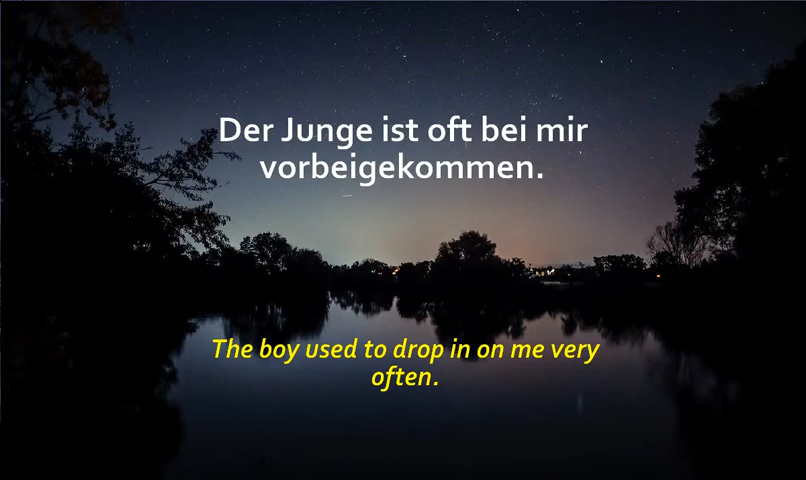 Der Junge ist oft bei mir
vorbeigekommen.
The boy used to drop in on me very
often.